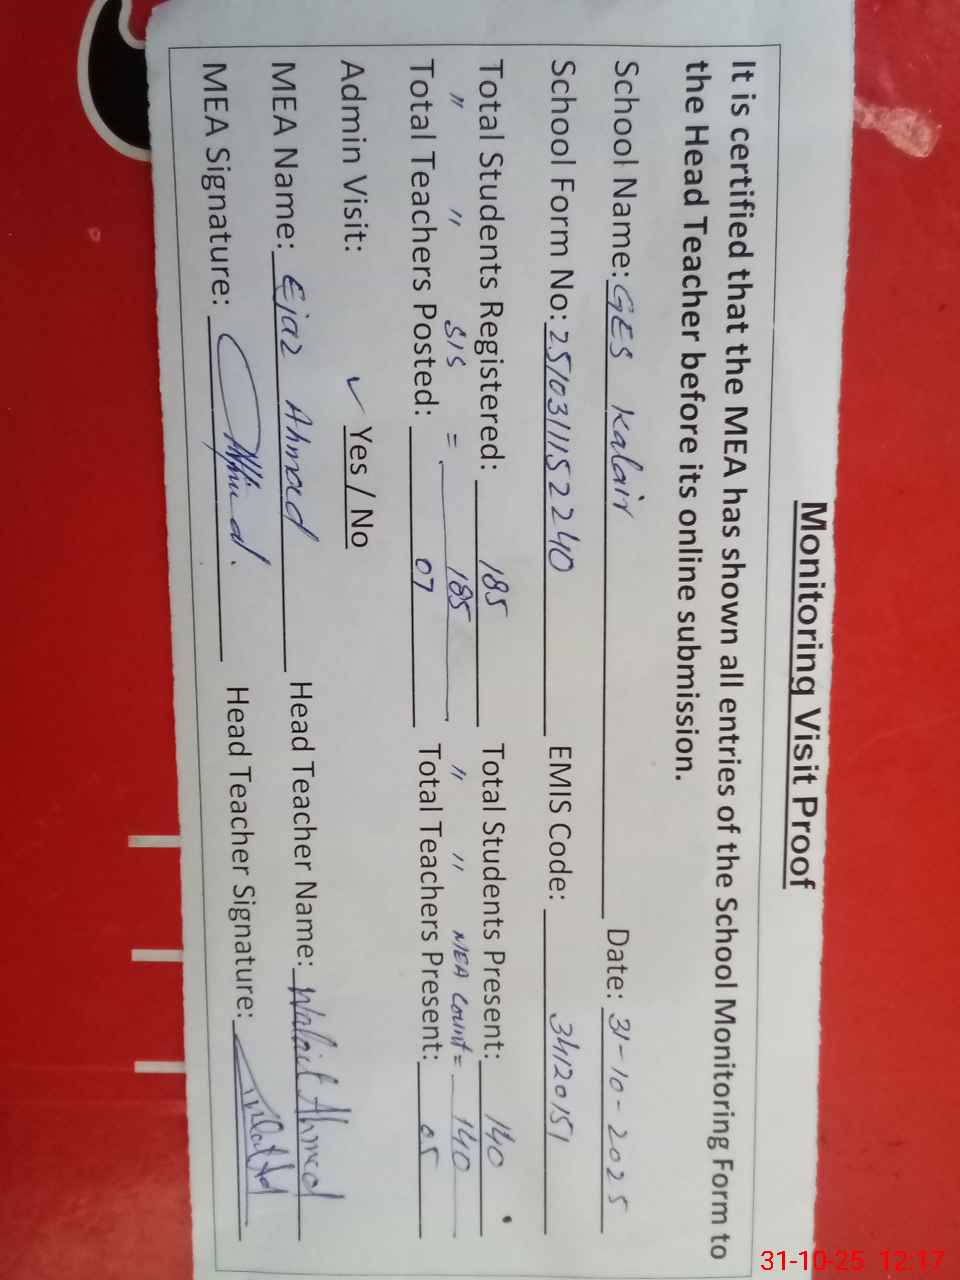 Monitoring Visit Proof
It is certified that the MEA has shown all entries of the School Monitoring Form to
the Head Teacher before its online submission.
School Name: GES Kalair Date: 31-10-2025
School Form No: 2510311152240 EMIS Code: 34120151
Total Students Registered: 185 Total Students Present: 140
" " SIS = 185 " " MEA Count = 140
Total Teachers Posted: 07 Total Teachers Present: 05
Admin Visit: ✓ Yes / No
MEA Name: Ejaz Ahmad Head Teacher Name: Walait Ahmed
MEA Signature: Head Teacher Signature:
31-10-25 12:17